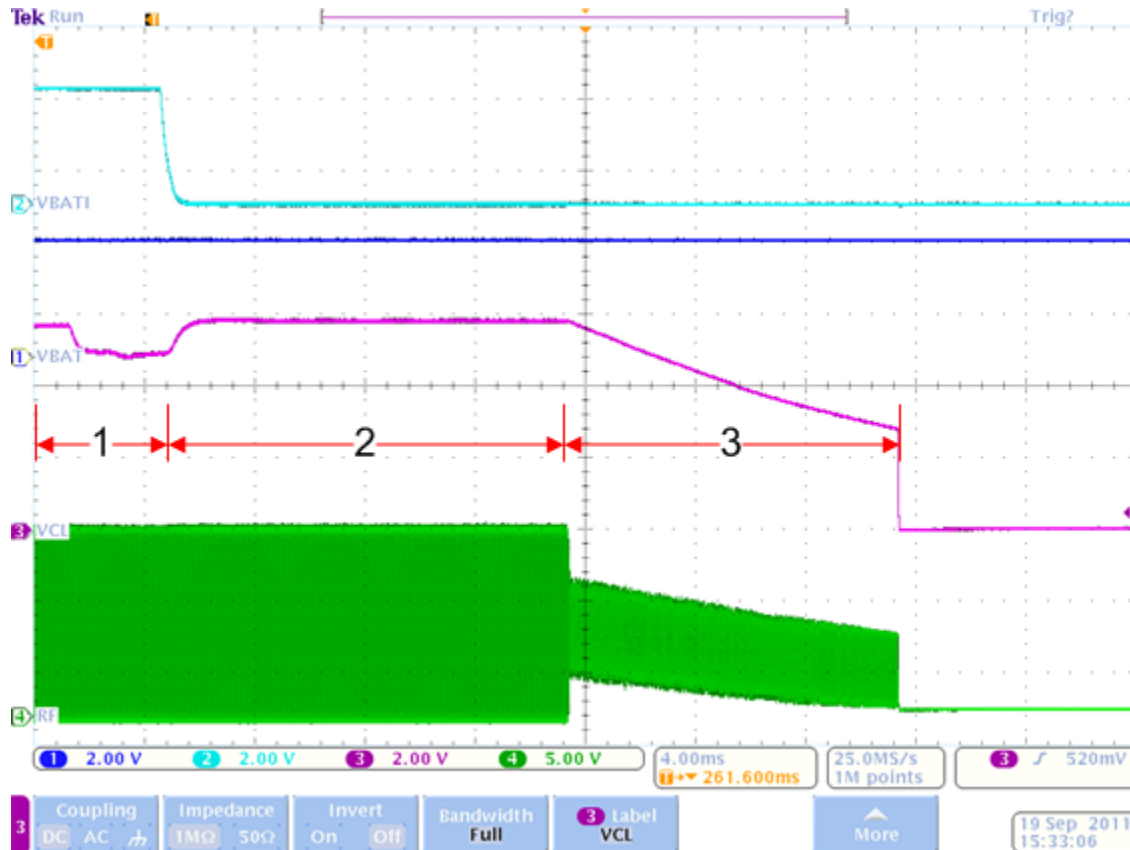 Tek Run Trig?
T
2 VBATI
1 VBAT
1 2 3
3 VCL
4 RF
1 2.00 V 2 2.00 V 3 2.00 V 4 5.00 V
4.00ms
T→▼ 261.600ms
25.0MS/s
1M points
3 520mV
3
Coupling
DC AC
Impedance
1MΩ 50Ω
Invert
On Off
Bandwidth
Full
3 Label
VCL
More
19 Sep 2011
15:33:06